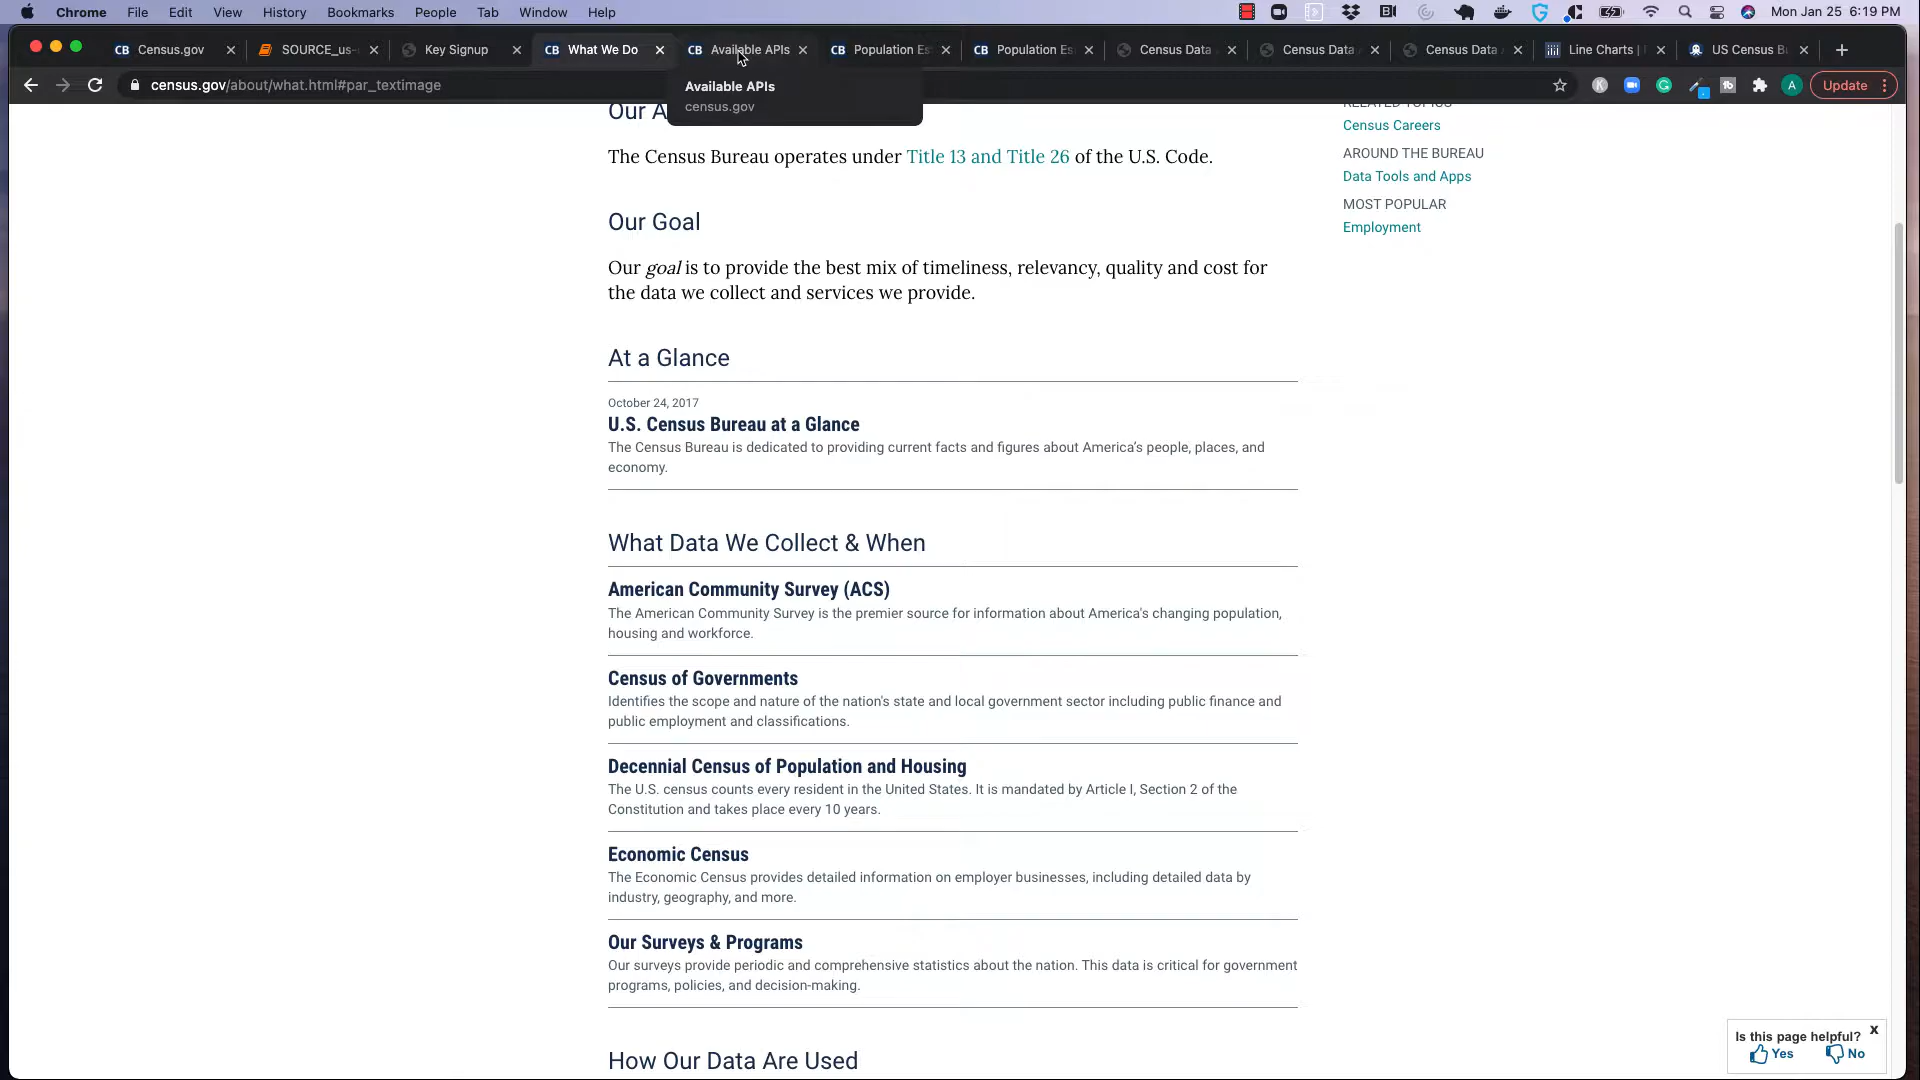 Chrome File Edit View History Bookmarks People Tab Window Help Mon Jan 25 6:19 PM
CB Census.gov SOURCE_us- Key Signup CB What We Do CB Available APIs CB Population Es CB Population Es Census Data Census Data Census Data Line Charts | US Census Bu
census.gov/about/what.html#par_textimage Update
Available APIs
census.gov
Our A
The Census Bureau operates under Title 13 and Title 26 of the U.S. Code.
Our Goal
Our goal is to provide the best mix of timeliness, relevancy, quality and cost for
the data we collect and services we provide.
At a Glance
October 24, 2017
U.S. Census Bureau at a Glance
The Census Bureau is dedicated to providing current facts and figures about America's people, places, and
economy.
What Data We Collect & When
American Community Survey (ACS)
The American Community Survey is the premier source for information about America's changing population,
housing and workforce.
Census of Governments
Identifies the scope and nature of the nation's state and local government sector including public finance and
public employment and classifications.
Decennial Census of Population and Housing
The U.S. census counts every resident in the United States. It is mandated by Article I, Section 2 of the
Constitution and takes place every 10 years.
Economic Census
The Economic Census provides detailed information on employer businesses, including detailed data by
industry, geography, and more.
Our Surveys & Programs
Our surveys provide periodic and comprehensive statistics about the nation. This data is critical for government
programs, policies, and decision-making.
How Our Data Are Used
RELATED TOPICS
Census Careers
AROUND THE BUREAU
Data Tools and Apps
MOST POPULAR
Employment
Is this page helpful? x
Yes No